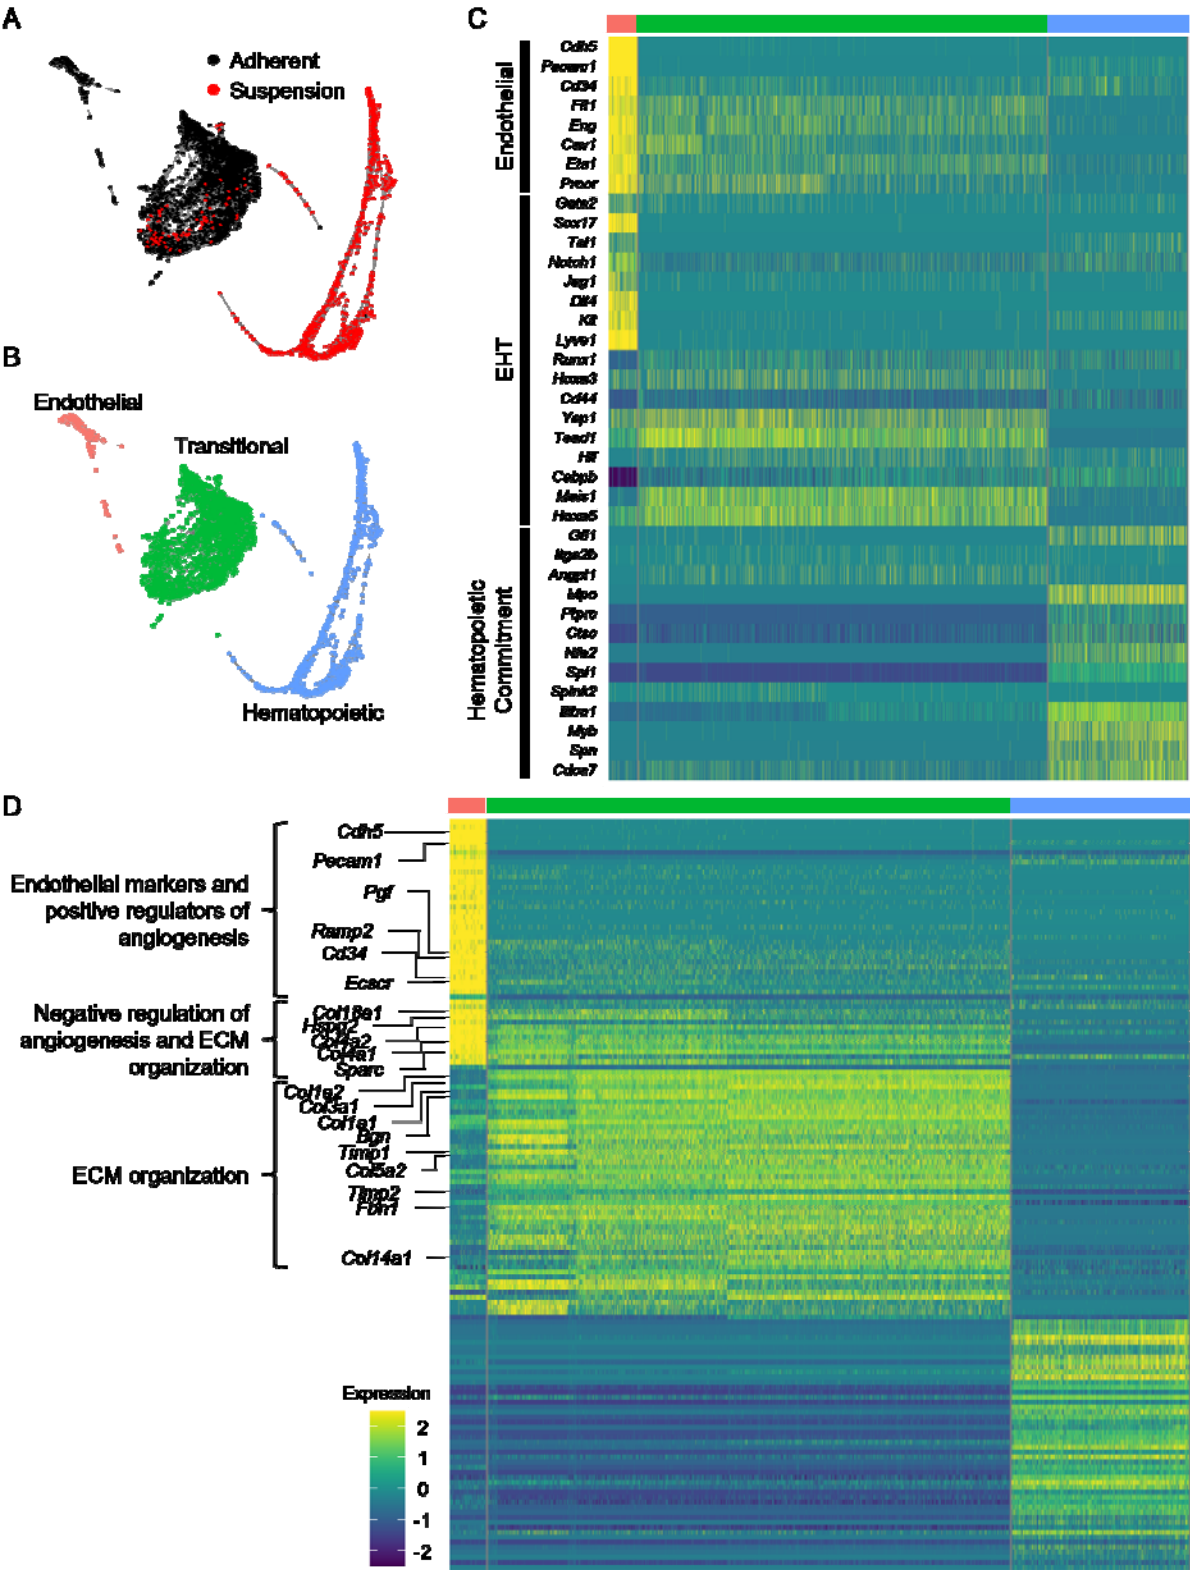 A
Adherent
Suspension
B
Endothelial
Transitional
Hematopoietic
C
Endothelial
Cdh5
Pecam1
Cd34
Fli1
Eng
Cav1
Ets1
Procr
EHT
Gata2
Sox17
Tal1
Notch1
Jag1
Dll4
Kit
Lyve1
Runx1
Hoxa3
Cd44
Yap1
Tead1
Hlf
Cebpb
Meis1
Hoxa5
Hematopoietic
Commitment
Gfi1
Itga2b
Angpt1
Mpo
Ptprc
Ctsc
Nfe2
Spi1
Spink2
Myb
Spn
Cdca7
D
Endothelial markers and
positive regulators of
angiogenesis
Cdh5
Pecam1
Pgf
Ramp2
Cd34
Ecscr
Negative regulation of
angiogenesis and ECM
organization
Col18a1
Hspg2
Col4a2
Col4a1
Sparc
ECM organization
Col1a2
Col3a1
Col1a1
Bgn
Timp1
Col5a2
Timp2
Fbn1
Col14a1
Expression
2
1
0
-1
-2